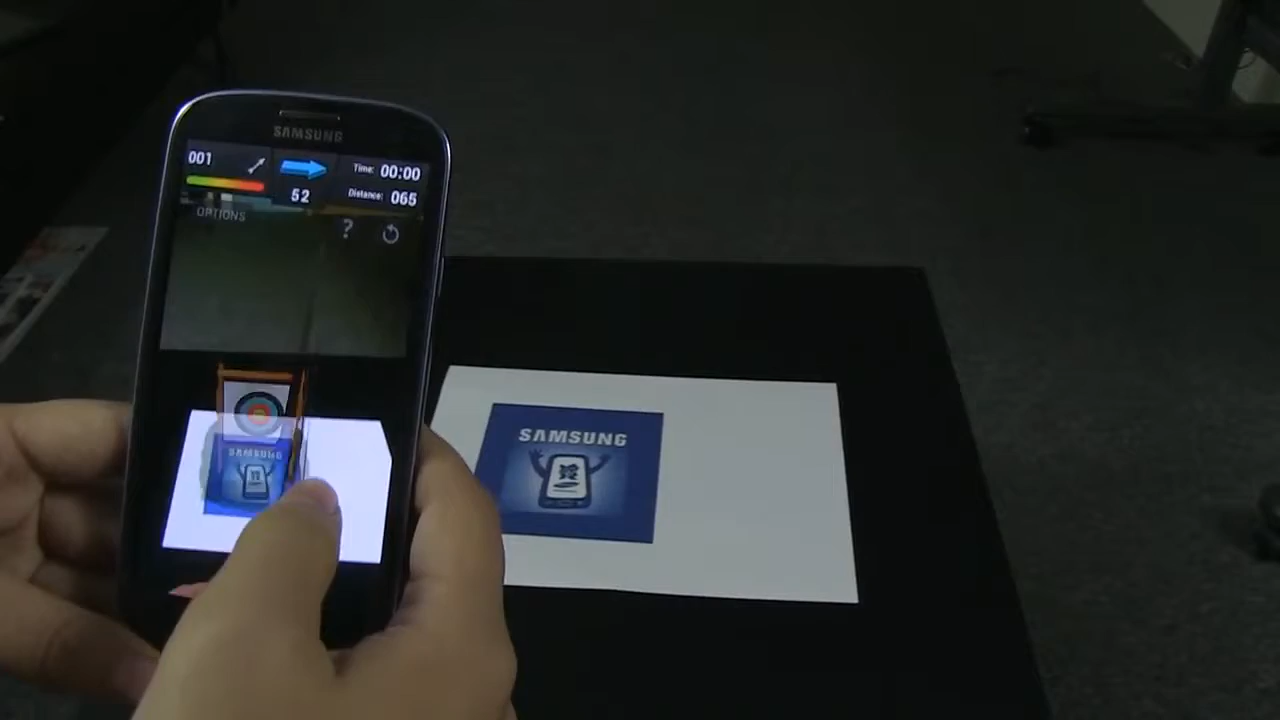 SAMSUNG
001
Time: 00:00
52
Distance: 065
OPTIONS
?
SAMSUNG
SAMSUNG